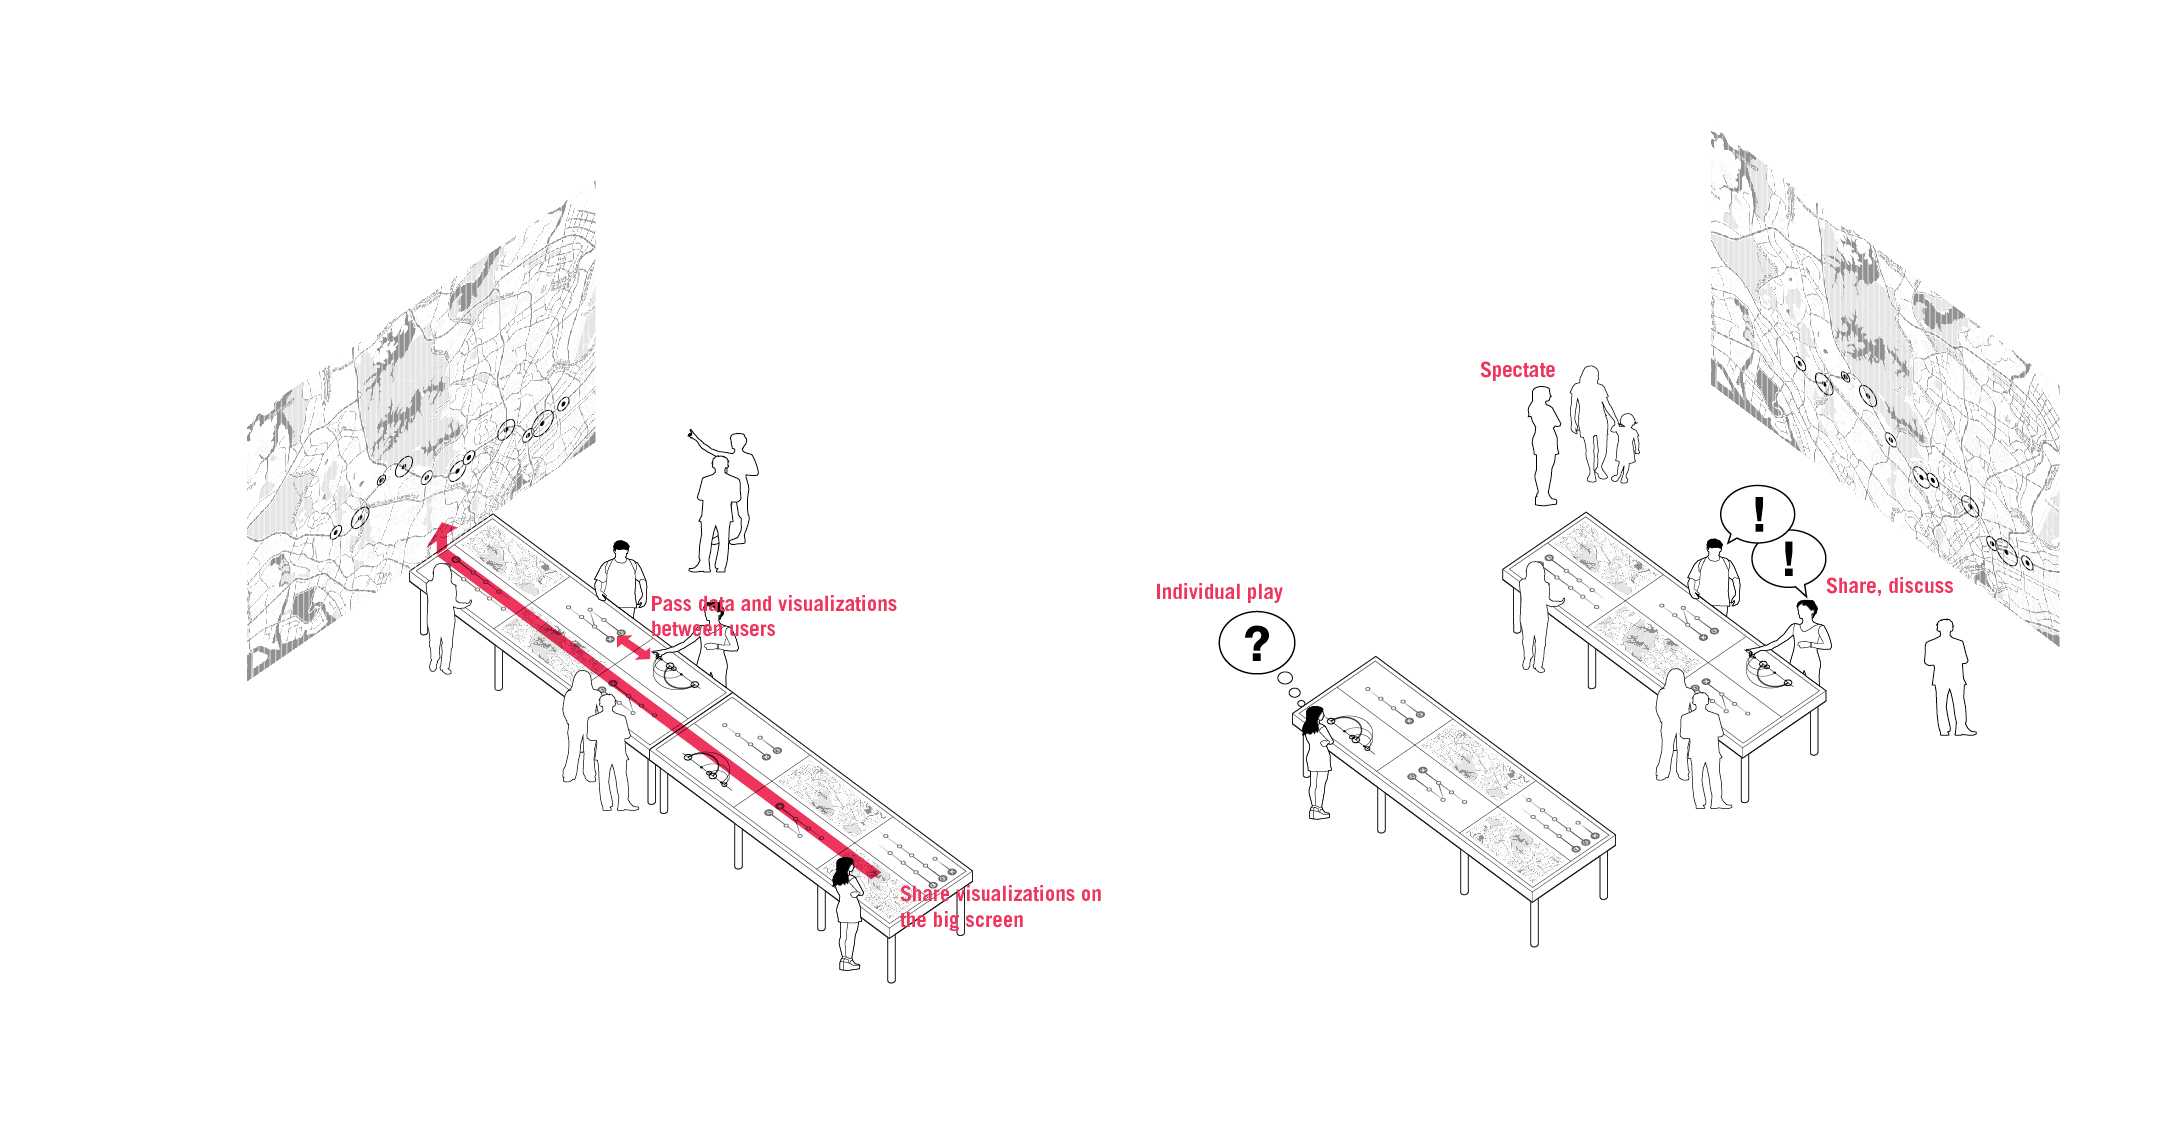 Pass data and visualizations
between users
Share visualizations on
the big screen
Spectate
!
!
Share, discuss
Individual play
?